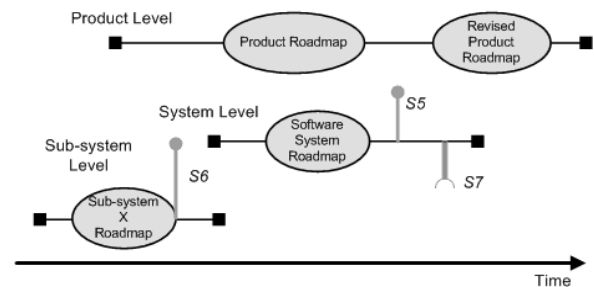 Product Level
Product Roadmap
Revised
Product
Roadmap
System Level
Software
System
Roadmap
S5
S7
Sub-system
Level
S6
Sub-system
X
Roadmap
Time